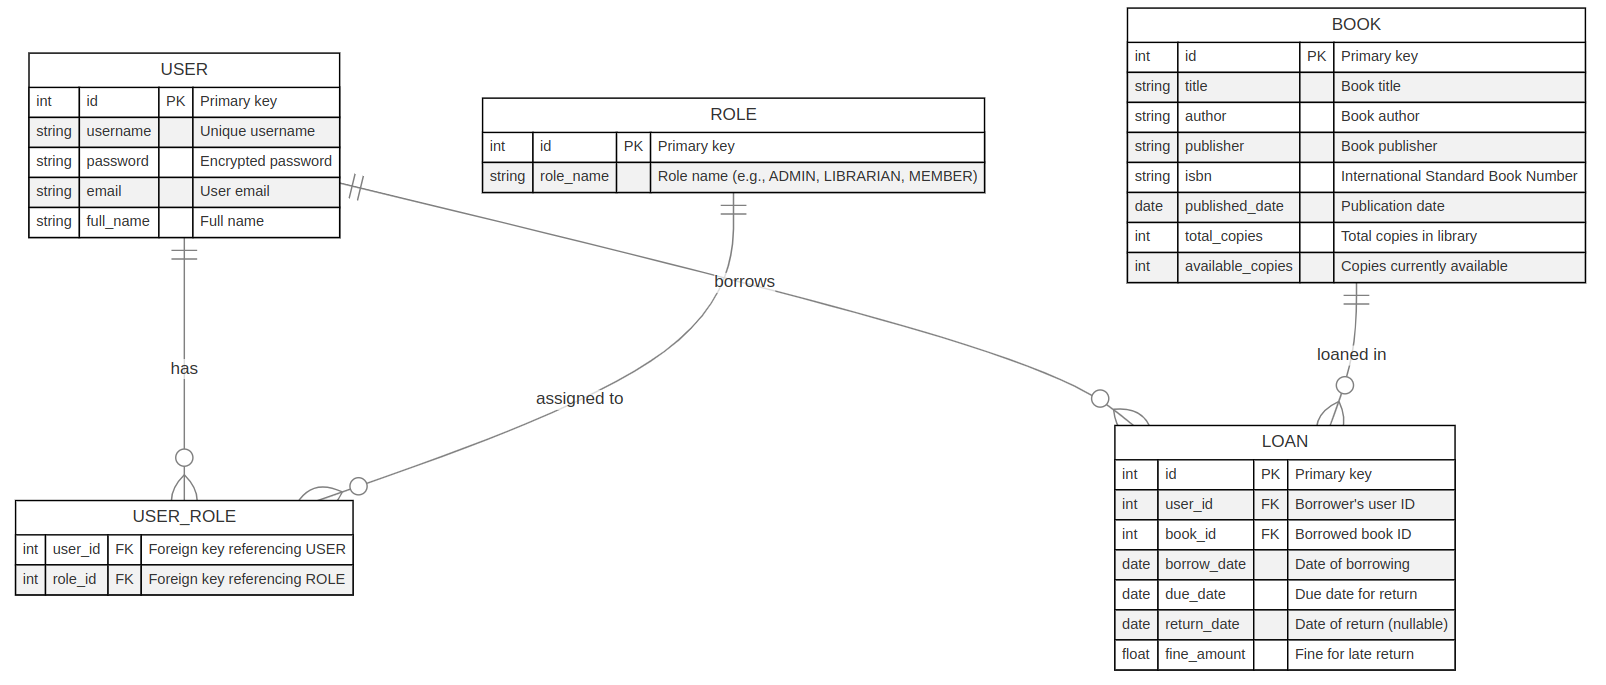 USER
int id PK Primary key
string username Unique username
string password Encrypted password
string email User email
string full_name Full name
ROLE
int id PK Primary key
string role_name Role name (e.g., ADMIN, LIBRARIAN, MEMBER)
BOOK
int id PK Primary key
string title Book title
string author Book author
string publisher Book publisher
string isbn International Standard Book Number
date published_date Publication date
int total_copies Total copies in library
int available_copies Copies currently available
borrows
loaned in
has
assigned to
USER_ROLE
int user_id FK Foreign key referencing USER
int role_id FK Foreign key referencing ROLE
LOAN
int id PK Primary key
int user_id FK Borrower's user ID
int book_id FK Borrowed book ID
date borrow_date Date of borrowing
date due_date Due date for return
date return_date Date of return (nullable)
float fine_amount Fine for late return